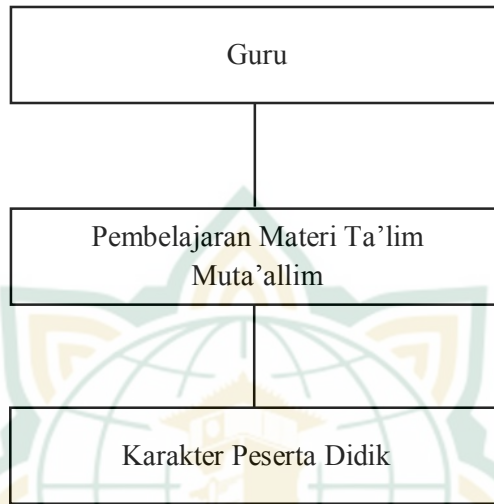 Guru
Pembelajaran Materi Ta’lim
Muta’allim
Karakter Peserta Didik